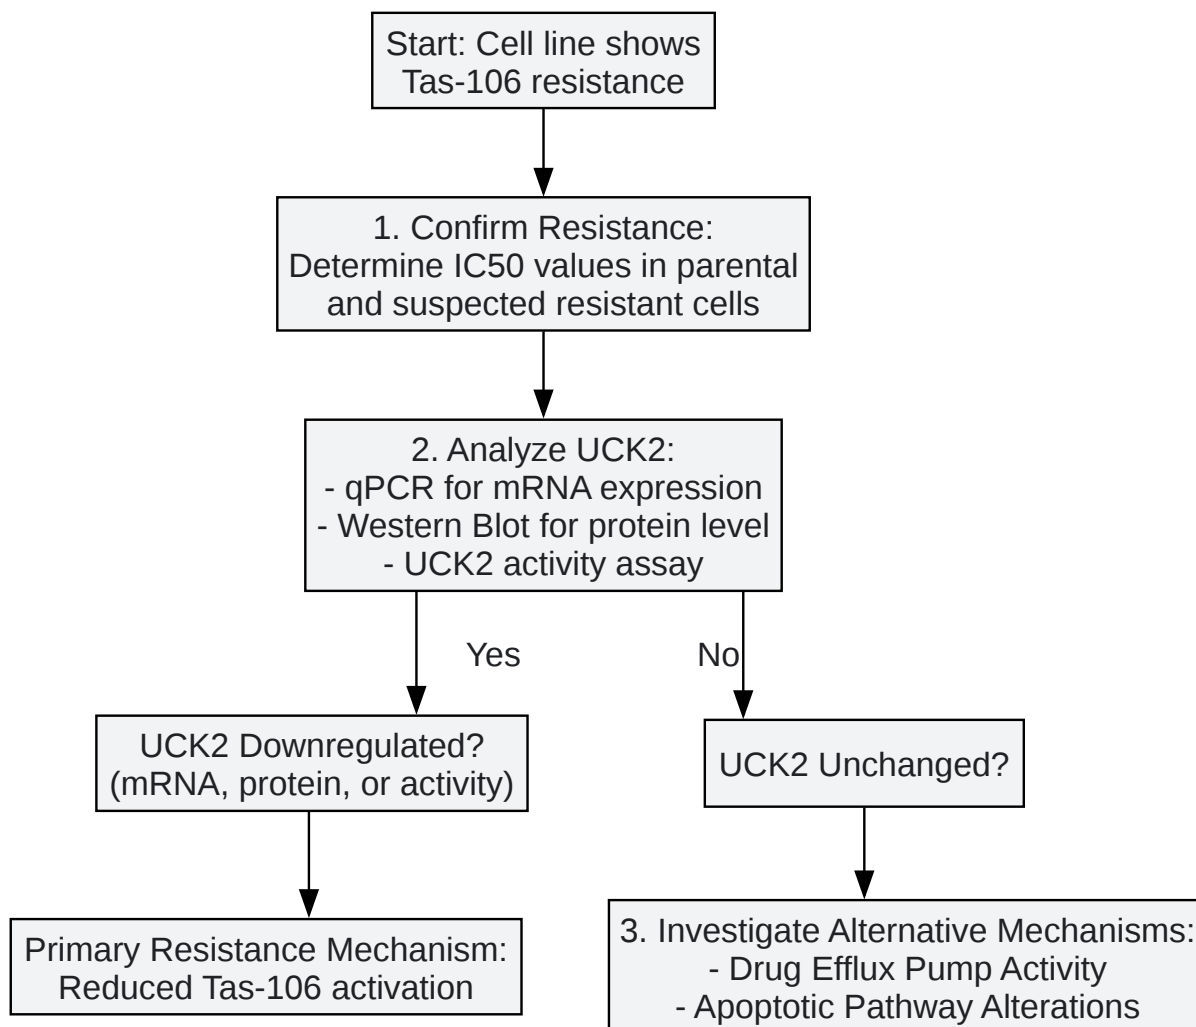 Start: Cell line shows
Tas-106 resistance
1. Confirm Resistance:
Determine IC50 values in parental
and suspected resistant cells
2. Analyze UCK2:
- qPCR for mRNA expression
- Western Blot for protein level
- UCK2 activity assay
Yes
No
UCK2 Downregulated?
(mRNA, protein, or activity)
UCK2 Unchanged?
Primary Resistance Mechanism:
Reduced Tas-106 activation
3. Investigate Alternative Mechanisms:
- Drug Efflux Pump Activity
- Apoptotic Pathway Alterations